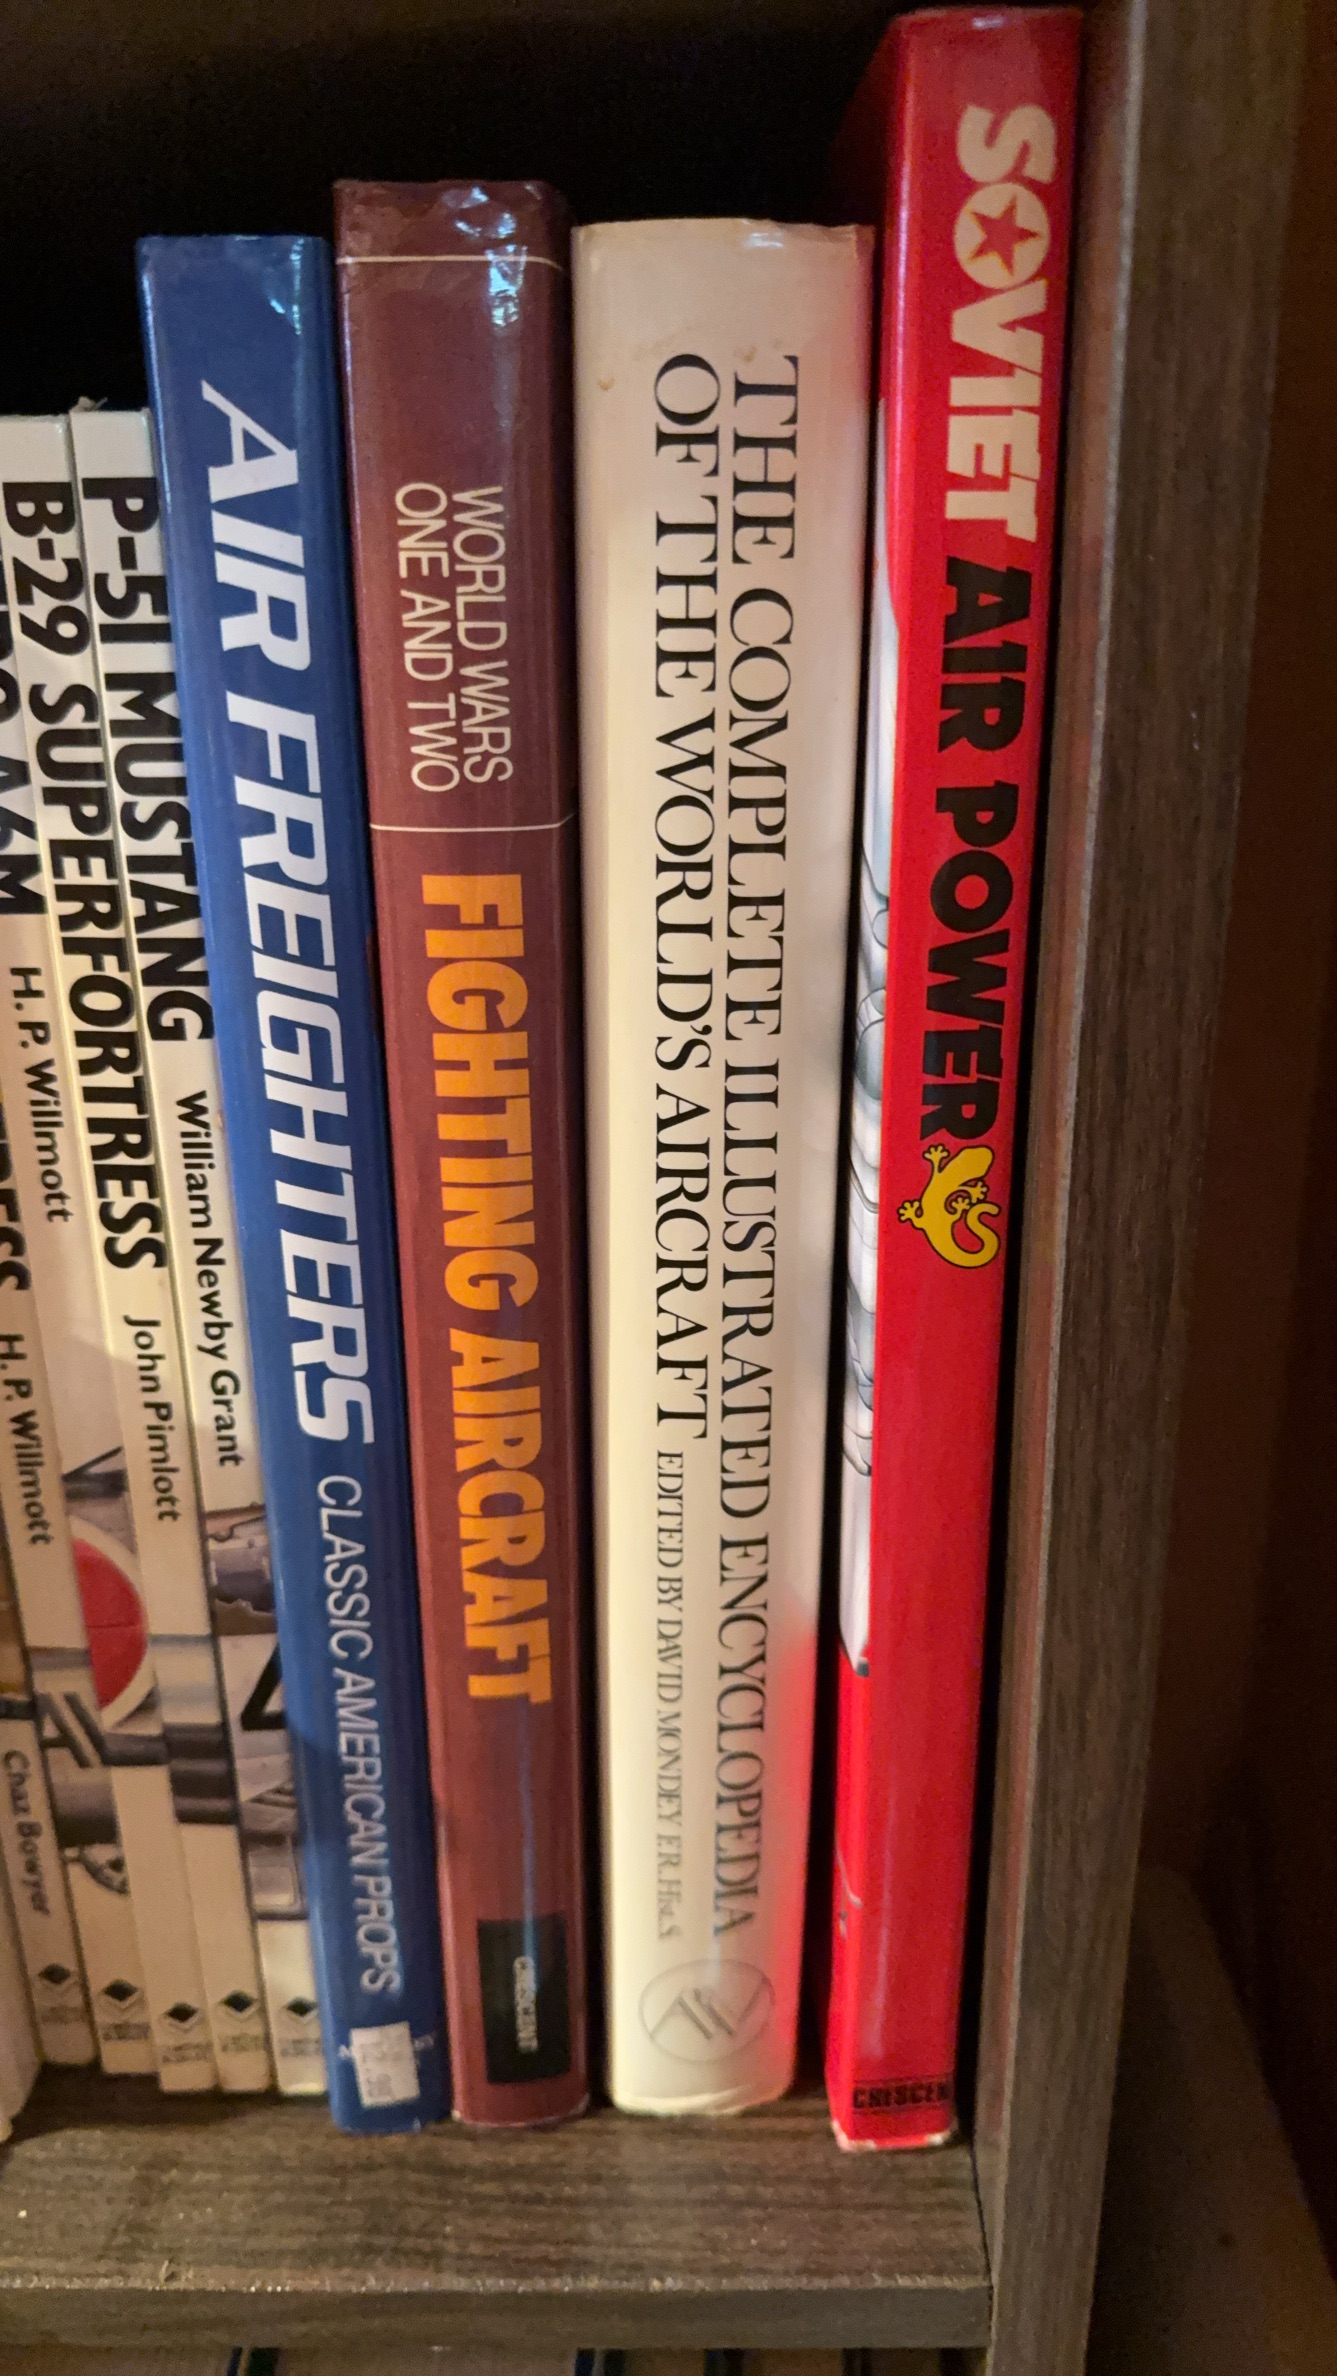 A6M
H. P. Willmott
H. P. Willmott
Chaz Bowyer
B-29 SUPERFORTRESS
John Pimlott
P-51 MUSTANG
William Newby Grant
AIR FREIGHTERS CLASSIC AMERICAN PROPS
WORLD WARS
ONE AND TWO
FIGHTING AIRCRAFT
CRESCENT
THE COMPLETE ILLUSTRATED ENCYCLOPEDIA
OF THE WORLD'S AIRCRAFT EDITED BY DAVID MONDEY F.R.Hist.S.
SOVIET AIR POWER
CRESCENT